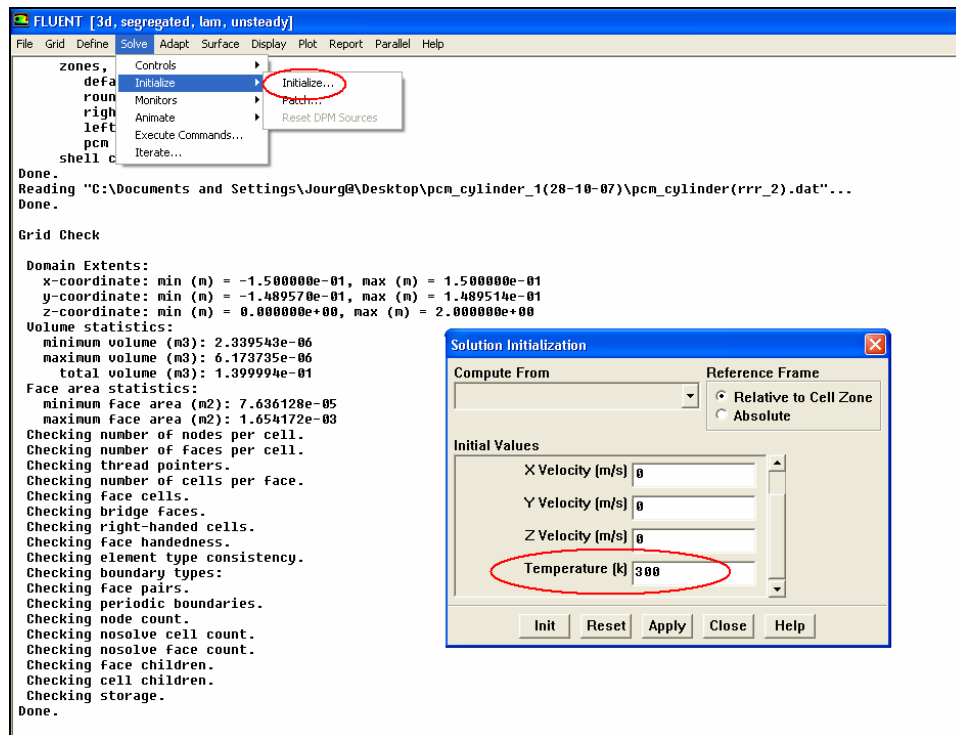 FLUENT [3d, segregated, lam, unsteady]
File Grid Define Solve Adapt Surface Display Plot Report Parallel Help
zones,
defa
roun
righ
left
pcm
shell c
Controls
Initialize
Monitors
Animate
Execute Commands...
Iterate...
Initialize...
Patch...
Reset DPM Sources
Done.
Reading "C:\Documents and Settings\Jourg@\Desktop\pcm_cylinder_1(28-10-07)\pcm_cylinder(rrr_2).dat"...
Done.
Grid Check
Domain Extents:
x-coordinate: min (m) = -1.500000e-01, max (m) = 1.500000e-01
y-coordinate: min (m) = -1.489570e-01, max (m) = 1.489514e-01
z-coordinate: min (m) = 0.000000e+00, max (m) = 2.000000e+00
Volume statistics:
minimum volume (m3): 2.339543e-06
maximum volume (m3): 6.173735e-06
total volume (m3): 1.399994e-01
Face area statistics:
minimum face area (m2): 7.636128e-05
maximum face area (m2): 1.654172e-03
Checking number of nodes per cell.
Checking number of faces per cell.
Checking thread pointers.
Checking number of cells per face.
Checking face cells.
Checking bridge faces.
Checking right-handed cells.
Checking face handedness.
Checking element type consistency.
Checking boundary types:
Checking face pairs.
Checking periodic boundaries.
Checking node count.
Checking nosolve cell count.
Checking nosolve face count.
Checking face children.
Checking cell children.
Checking storage.
Done.
Solution Initialization
Compute From
Reference Frame
Relative to Cell Zone
Absolute
Initial Values
X Velocity (m/s) 0
Y Velocity (m/s) 0
Z Velocity (m/s) 0
Temperature (k) 300
Init Reset Apply Close Help